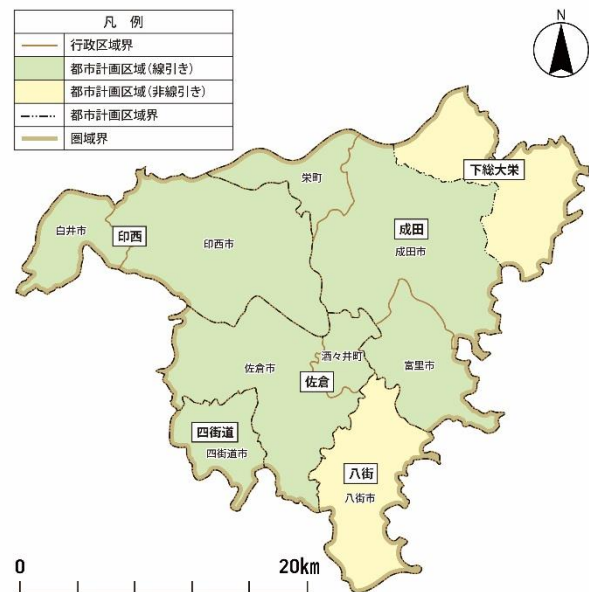 凡 例
行政区域界
都市計画区域(線引き)
都市計画区域(非線引き)
都市計画区域界
圏域界
N
下総大栄
栄町
白井市
印西
印西市
成田
成田市
酒々井町
佐倉市
佐倉
富里市
四街道
四街道市
八街
八街市
0
20km